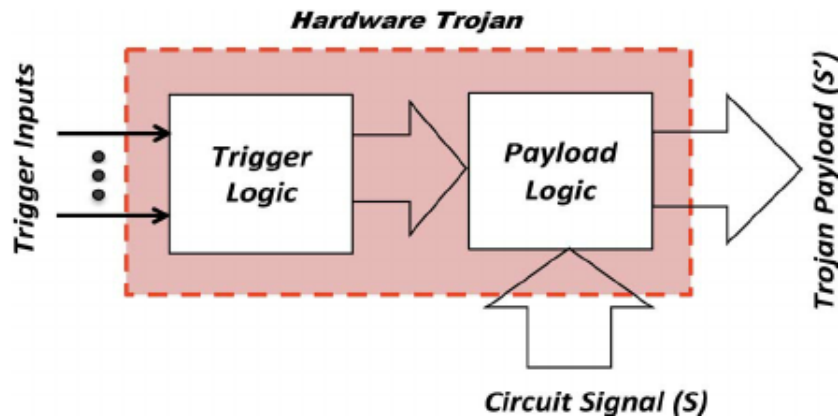 Hardware Trojan
Trigger Inputs
Trigger
Logic
Payload
Logic
Trojan Payload (S')
Circuit Signal (S)